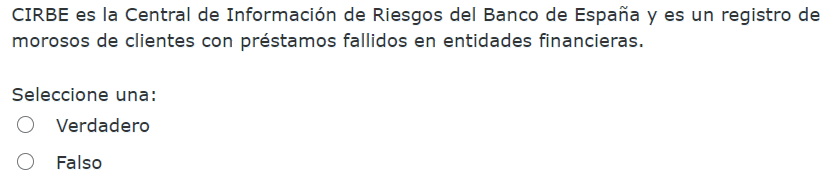 CIRBE es la Central de Información de Riesgos del Banco de España y es un registro de
morosos de clientes con préstamos fallidos en entidades financieras.
Seleccione una:
Verdadero
Falso